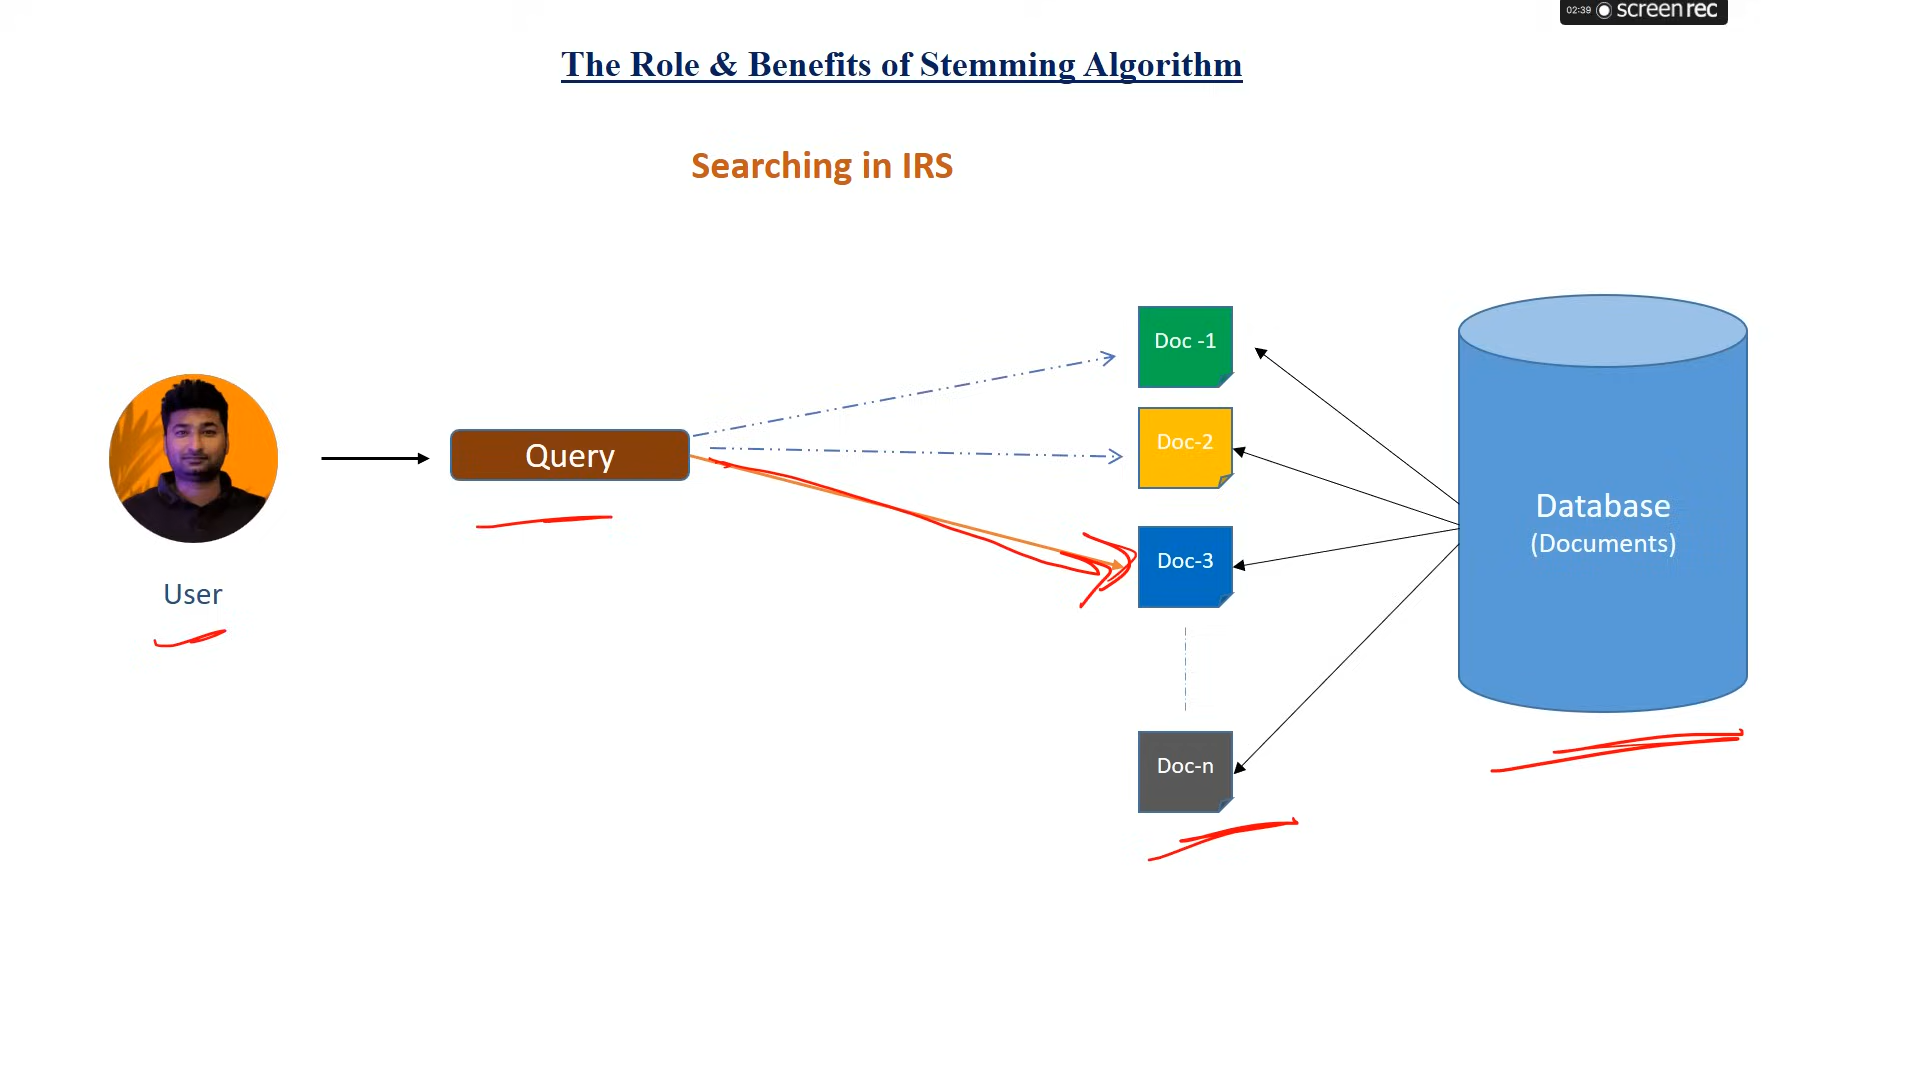 02:39 screenrec
The Role & Benefits of Stemming Algorithm
Searching in IRS
Doc -1
Doc-2
Query
Database
(Documents)
Doc-3
User
Doc-n